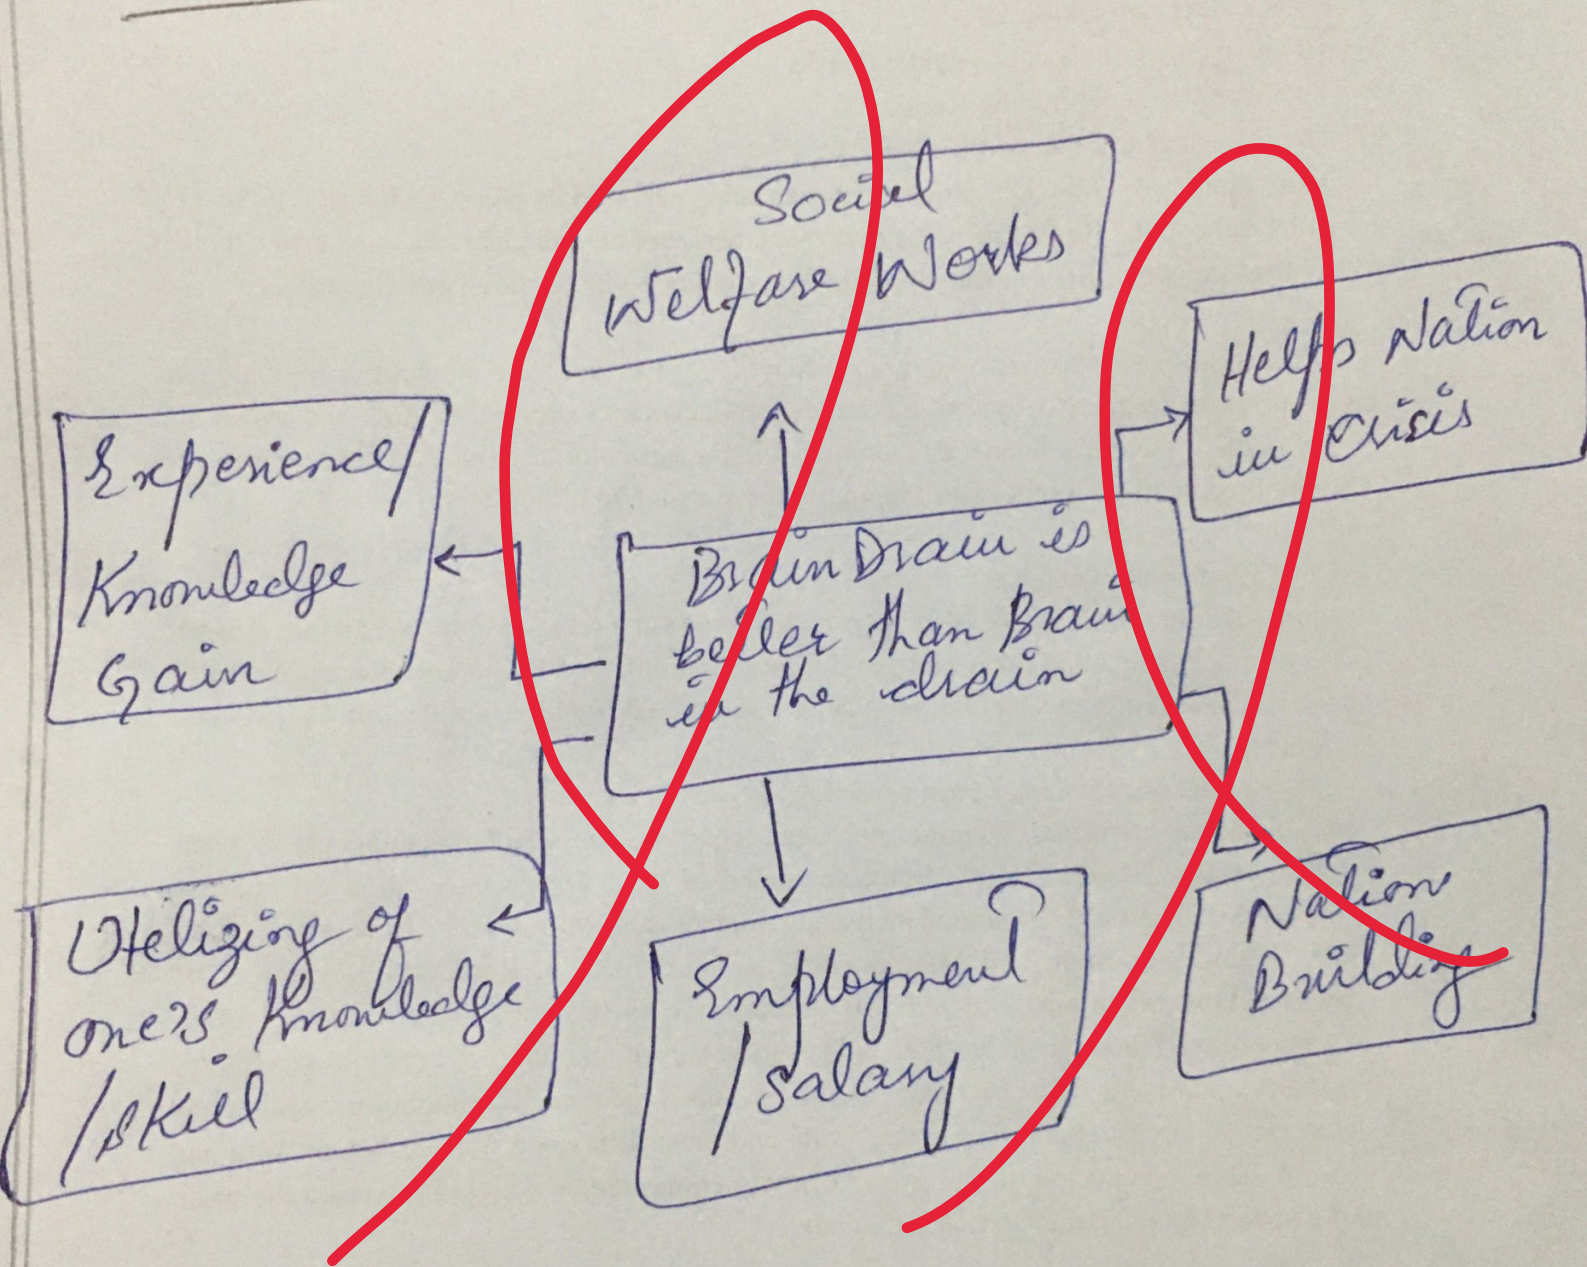 Social
Welfare Works
Helps Nation
in Crisis
Experience/
Knowledge
Gain
Brain Drain is
better than Brain
in the drain
Utelizing of
one's Knowledge
/skill
Employment
/salary
Nation
Building